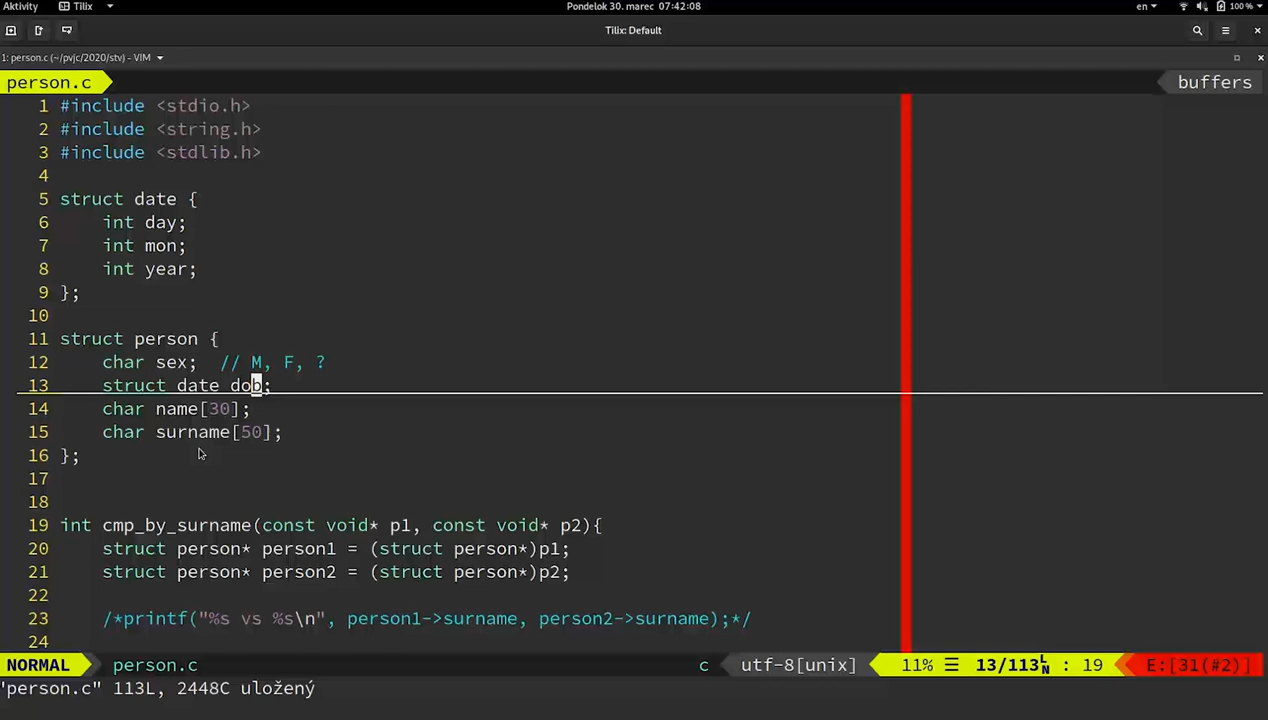 Aktivity Tilix Pondelok 30. marec 07:42:08 en 100 %
Tilix: Default
1: person.c (~/pvjc/2020/stv) - VIM
person.c buffers
1 #include <stdio.h>
2 #include <string.h>
3 #include <stdlib.h>
4
5 struct date {
6 int day;
7 int mon;
8 int year;
9 };
10
11 struct person {
12 char sex; // M, F, ?
13 struct date dob;
14 char name[30];
15 char surname[50];
16 };
17
18
19 int cmp_by_surname(const void* p1, const void* p2){
20 struct person* person1 = (struct person*)p1;
21 struct person* person2 = (struct person*)p2;
22
23 /*printf("%s vs %s\n", person1->surname, person2->surname);*/
24
NORMAL person.c c utf-8[unix] 11% ☰ 13/113 LN : 19 E:[31(#2)]
"person.c" 113L, 2448C uložený